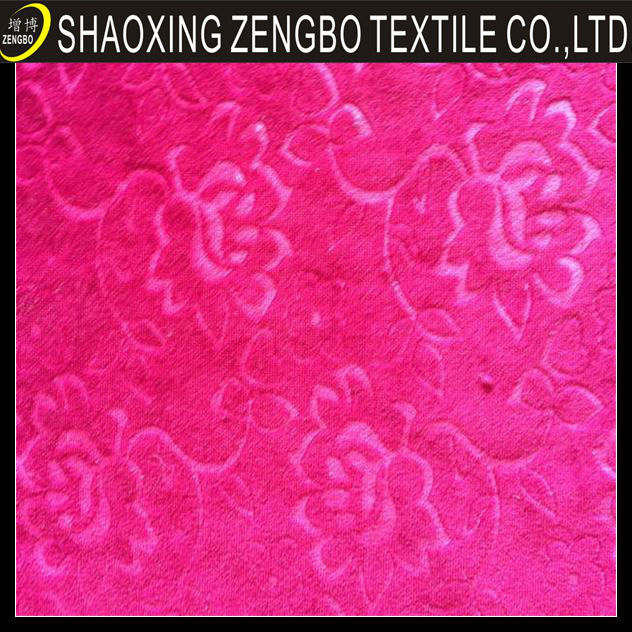 增博
ZENGBO
SHAOXING ZENGBO TEXTILE CO.,LTD